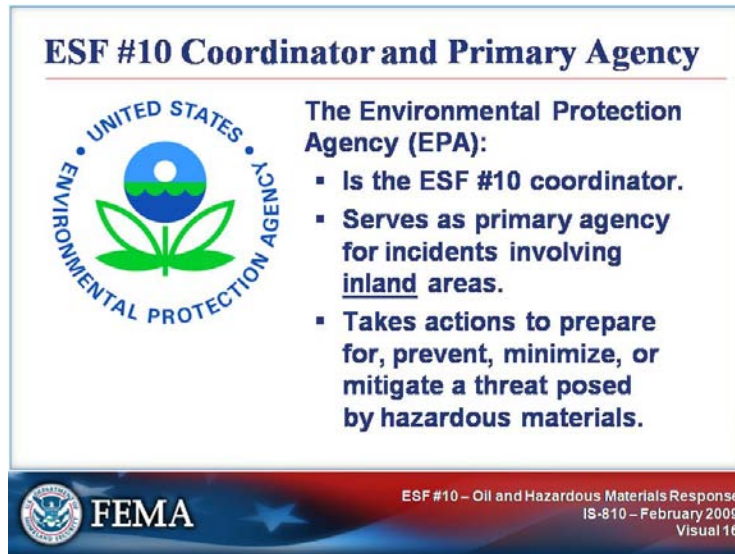 ESF #10 Coordinator and Primary Agency
UNITED STATES
ENVIRONMENTAL PROTECTION AGENCY
The Environmental Protection
Agency (EPA):
▪ Is the ESF #10 coordinator.
▪ Serves as primary agency
for incidents involving
inland areas.
▪ Takes actions to prepare
for, prevent, minimize, or
mitigate a threat posed
by hazardous materials.
FEMA
ESF #10 – Oil and Hazardous Materials Response
IS-810 – February 2009
Visual 16